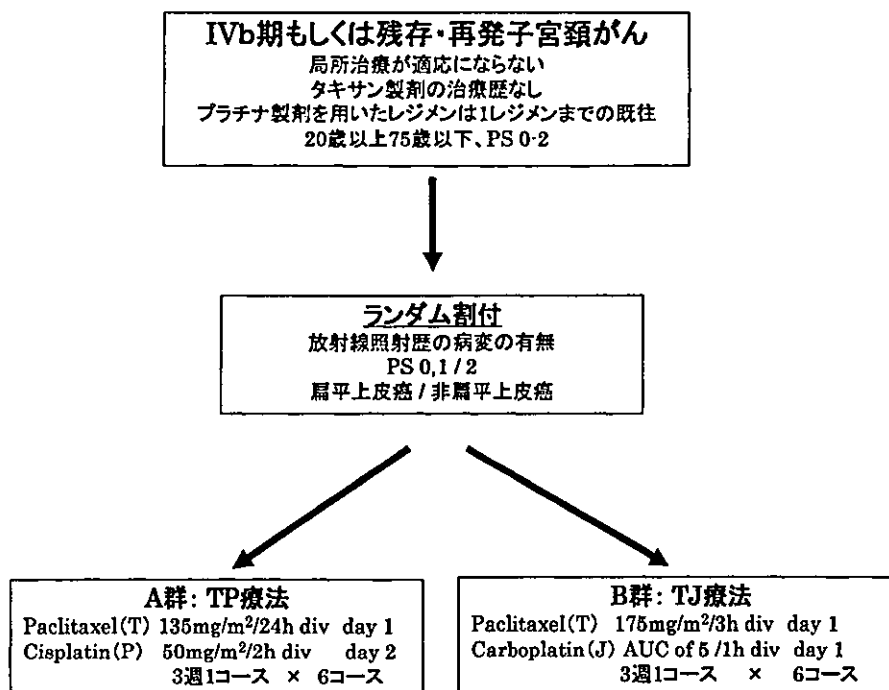 IVb期もしくは残存・再発子宮頚がん
局所治療が適応にならない
タキサン製剤の治療歴なし
プラチナ製剤を用いたレジメンは1レジメンまでの既往
20歳以上75歳以下、PS 0-2
ランダム割付
放射線照射歴の病変の有無
PS 0,1 / 2
扁平上皮癌 / 非扁平上皮癌
A群: TP療法
Paclitaxel(T) 135mg/m²/24h div day 1
Cisplatin(P) 50mg/m²/2h div day 2
3週1コース × 6コース
B群: TJ療法
Paclitaxel(T) 175mg/m²/3h div day 1
Carboplatin(J) AUC of 5 /1h div day 1
3週1コース × 6コース